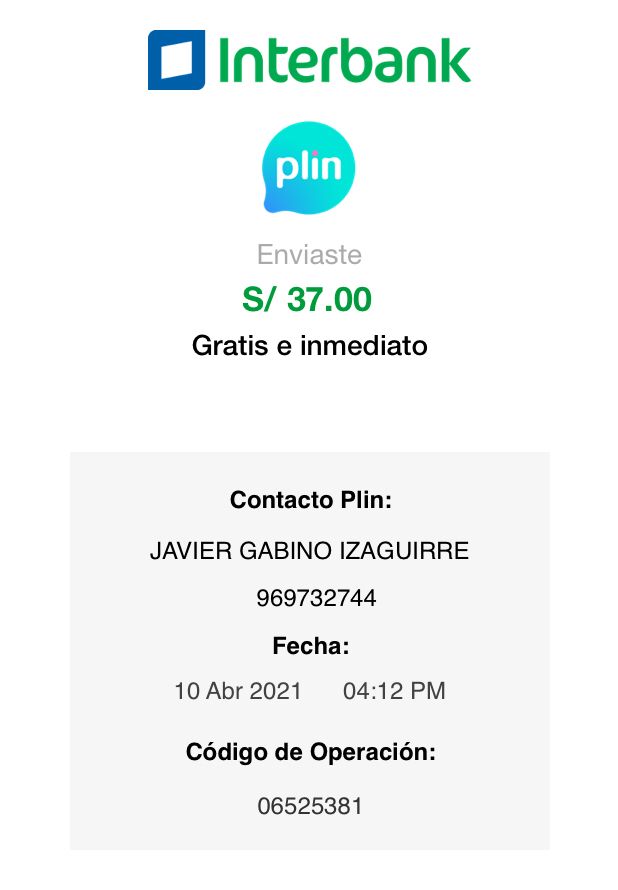 Interbank
plin
Enviaste
S/ 37.00
Gratis e inmediato
Contacto Plin:
JAVIER GABINO IZAGUIRRE
969732744
Fecha:
10 Abr 2021 04:12 PM
Código de Operación:
06525381